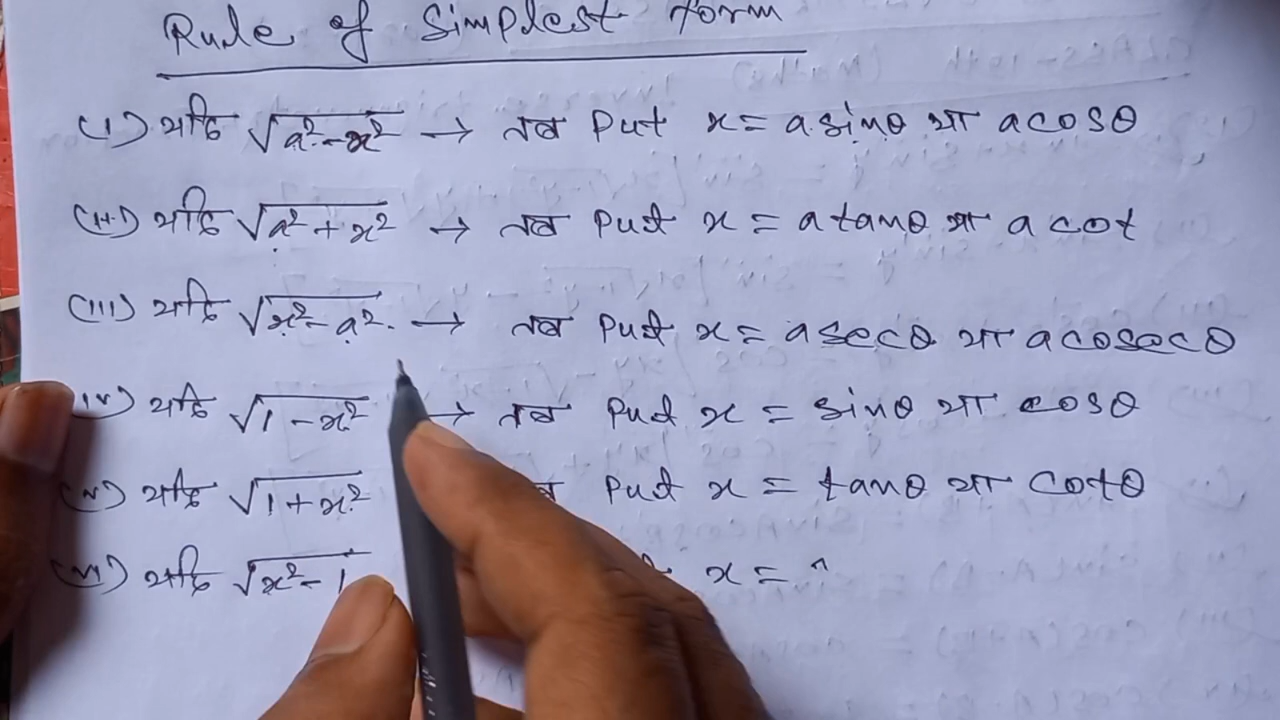 Rule of Simplest form
(I) यदि √(a²-x²) → तब Put x = a sinθ या a cosθ
(II) यदि √(a²+x²) → तब Put x = a tanθ या a cot
(III) यदि √(x²-a²) → तब Put x = a secθ या a cosecθ
(IV) यदि √(1-x²) → तब Put x = sinθ या cosθ
(V) यदि √(1+x²) ब Put x = tanθ या cotθ
(VI) यदि √(x²-1) x =